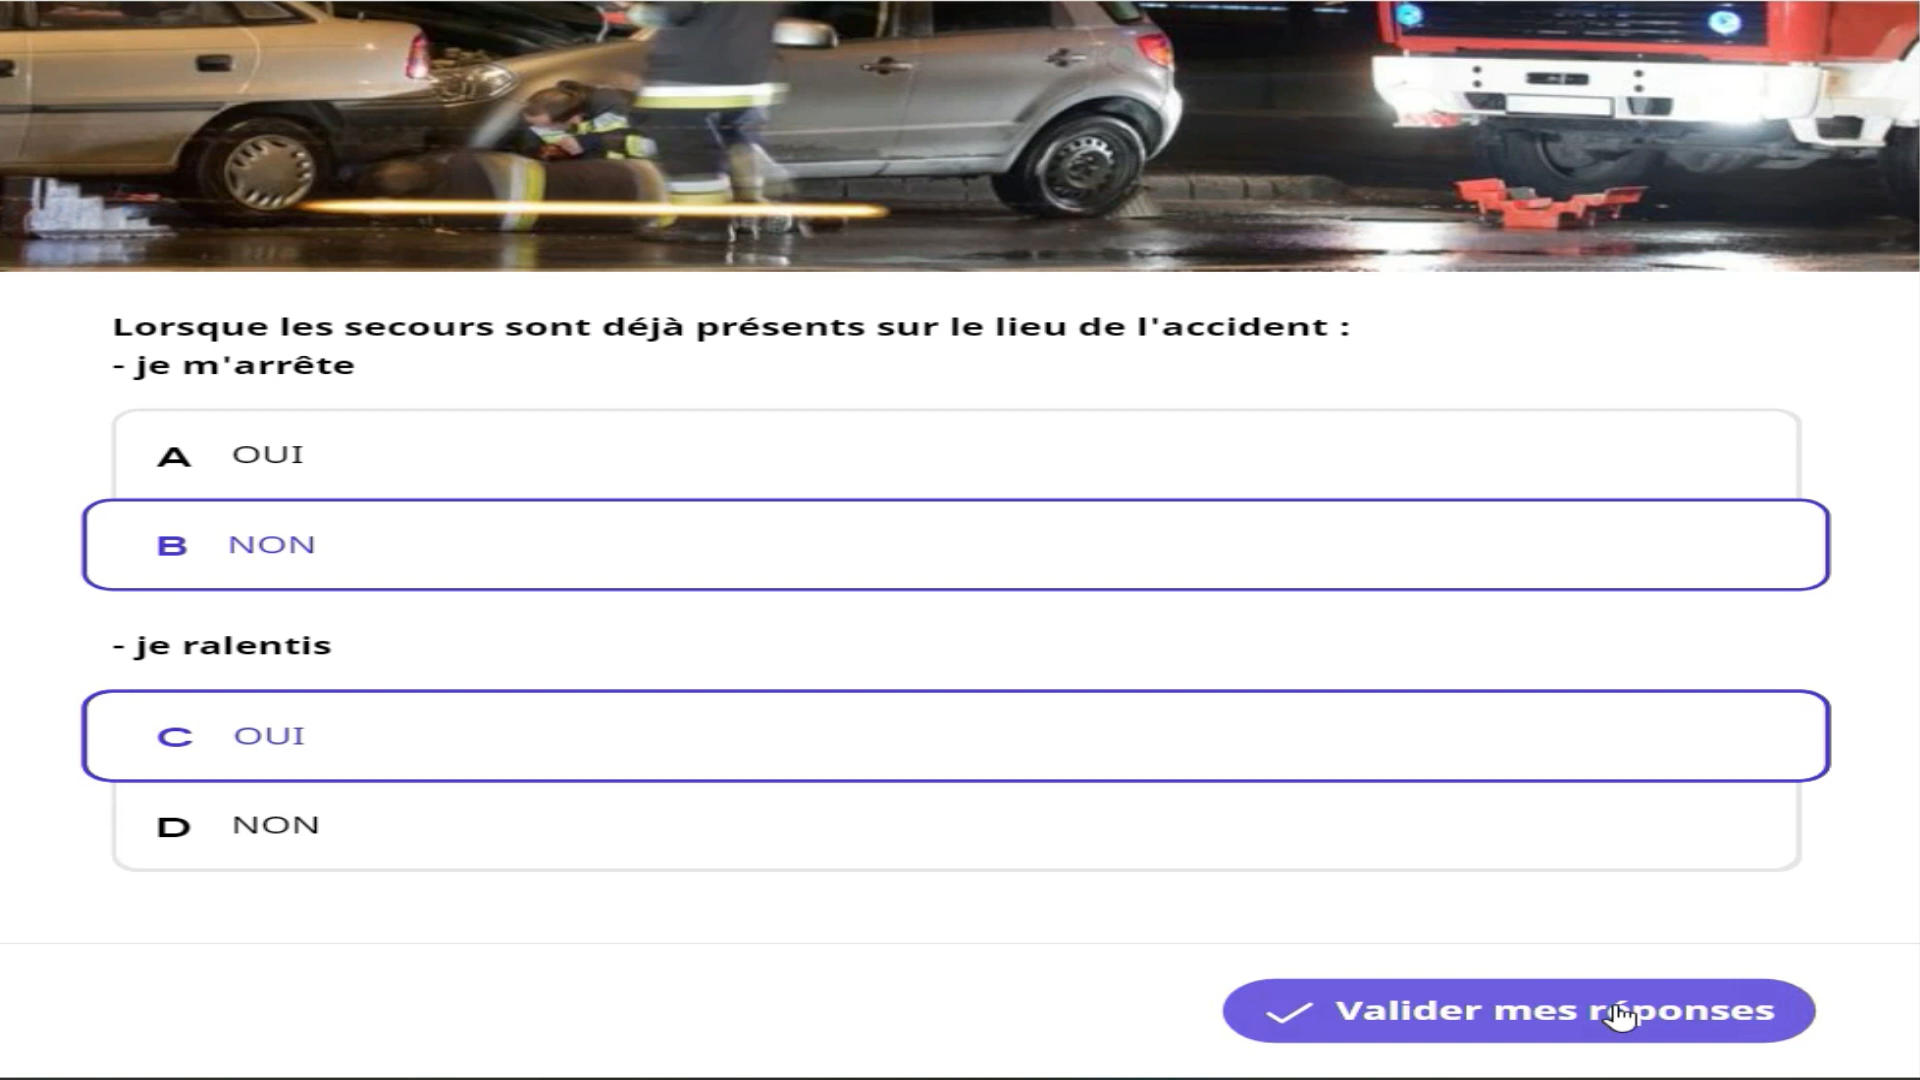 Lorsque les secours sont déjà présents sur le lieu de l'accident :
- je m'arrête
A OUI
B NON
- je ralentis
C OUI
D NON
Valider mes réponses